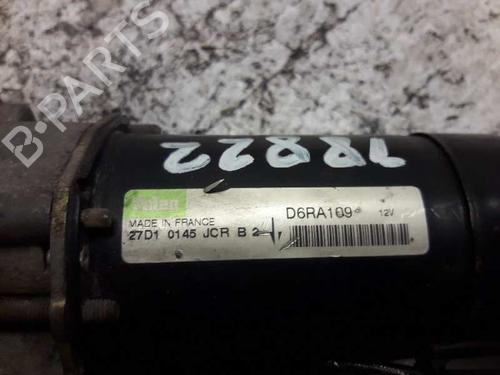 B-PARTS
78822
Valeo
MADE IN FRANCE
27D1 0145 JCR B 2
D6RA109
12V